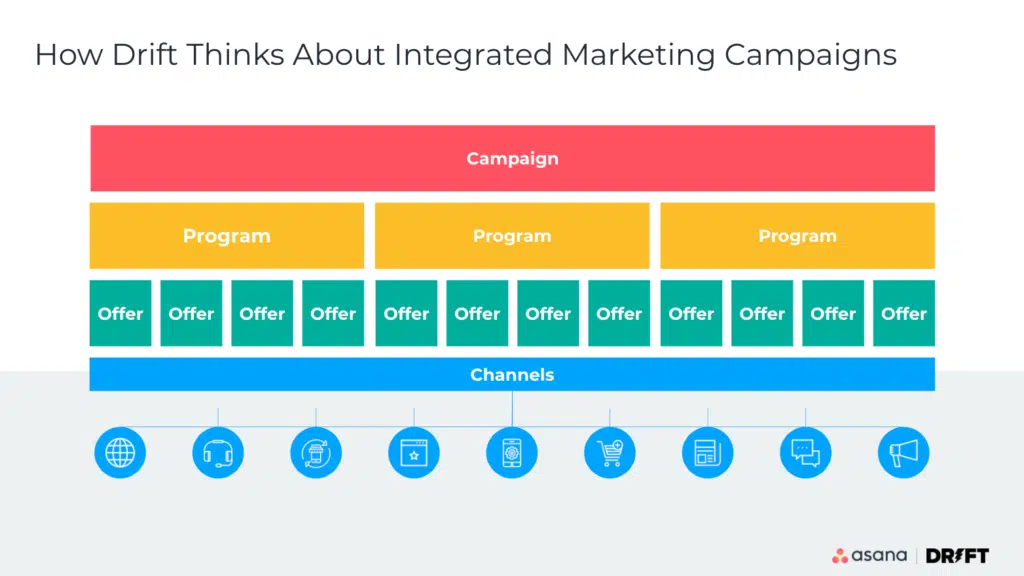 How Drift Thinks About Integrated Marketing Campaigns
Campaign
Program Program Program
Offer Offer Offer Offer Offer Offer Offer Offer Offer Offer Offer Offer
Channels
asana DRIFT